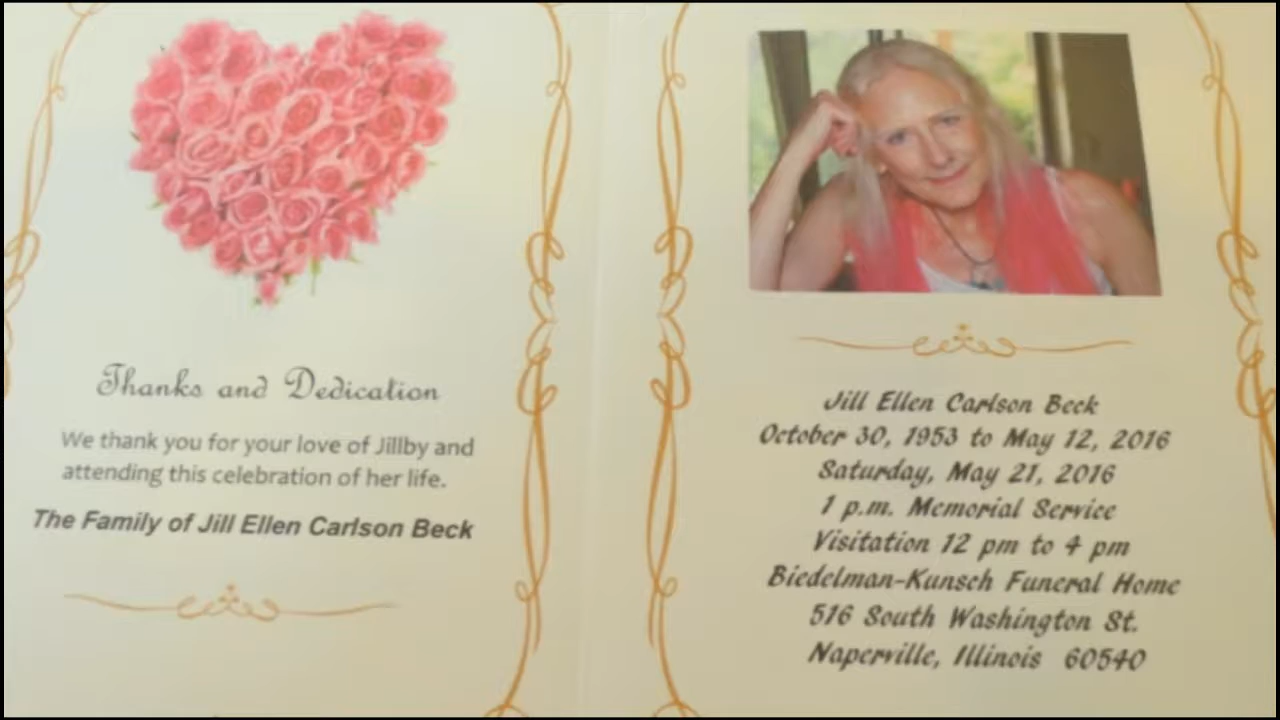 Thanks and Dedication
We thank you for your love of Jillby and
attending this celebration of her life.
The Family of Jill Ellen Carlson Beck
Jill Ellen Carlson Beck
October 30, 1953 to May 12, 2016
Saturday, May 21, 2016
1 p.m. Memorial Service
Visitation 12 pm to 4 pm
Biedelman-Kunsch Funeral Home
516 South Washington St.
Naperville, Illinois 60540